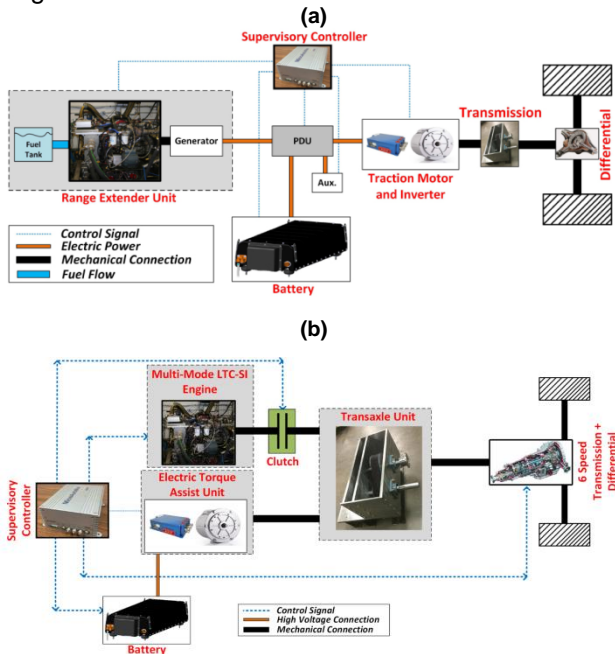 (a)
Supervisory Controller
Fuel
Tank
Generator
PDU
Aux.
Transmission
Differential
Range Extender Unit
Traction Motor
and Inverter
Control Signal
Electric Power
Mechanical Connection
Fuel Flow
Battery
(b)
Multi-Mode LTC-SI
Engine
Clutch
Transaxle Unit
Electric Torque
Assist Unit
Supervisory
Controller
6 Speed
Transmission +
Differential
Battery
Control Signal
High Voltage Connection
Mechanical Connection